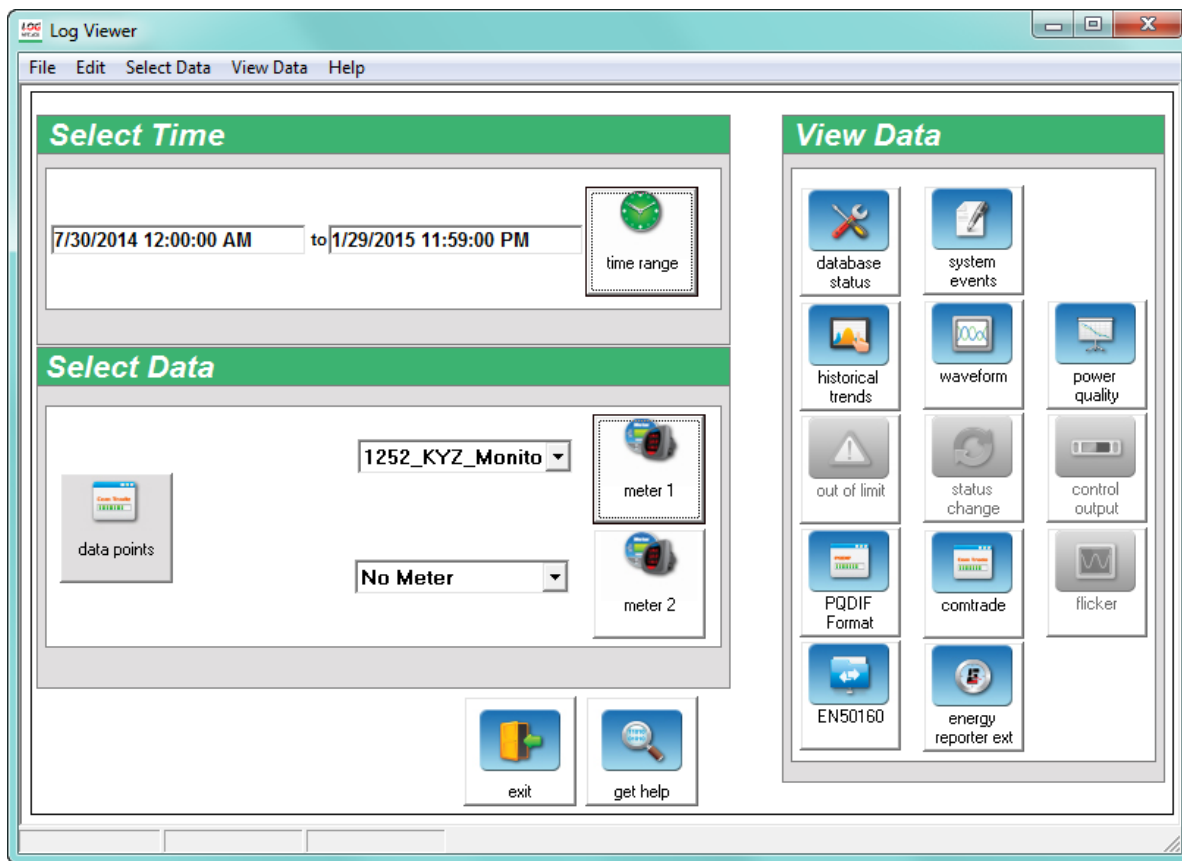 LOG
Log Viewer
File Edit Select Data View Data Help
Select Time
7/30/2014 12:00:00 AM to 1/29/2015 11:59:00 PM
time range
Select Data
1252_KYZ_Monito
meter 1
data points
No Meter
meter 2
exit
get help
View Data
database
status
system
events
historical
trends
waveform
power
quality
out of limit
status
change
control
output
PQDIF
Format
comtrade
flicker
EN50160
energy
reporter ext